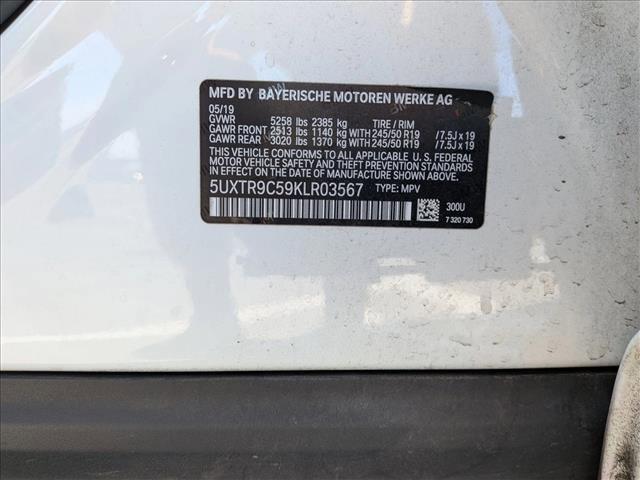 MFD BY BAYERISCHE MOTOREN WERKE AG
05/19
GVWR 5258 lbs 2385 kg TIRE / RIM
GAWR FRONT 2513 lbs 1140 kg WITH 245/50 R19 /7.5J x 19
GAWR REAR 3020 lbs 1370 kg WITH 245/50 R19 /7.5J x 19
THIS VEHICLE CONFORMS TO ALL APPLICABLE U. S. FEDERAL
MOTOR VEHICLE SAFETY AND THEFT PREVENTION STANDARDS
IN EFFECT ON THE DATE OF MANUFACTURE SHOWN ABOVE.
5UXTR9C59KLR03567 TYPE: MPV
300U
7 320 730